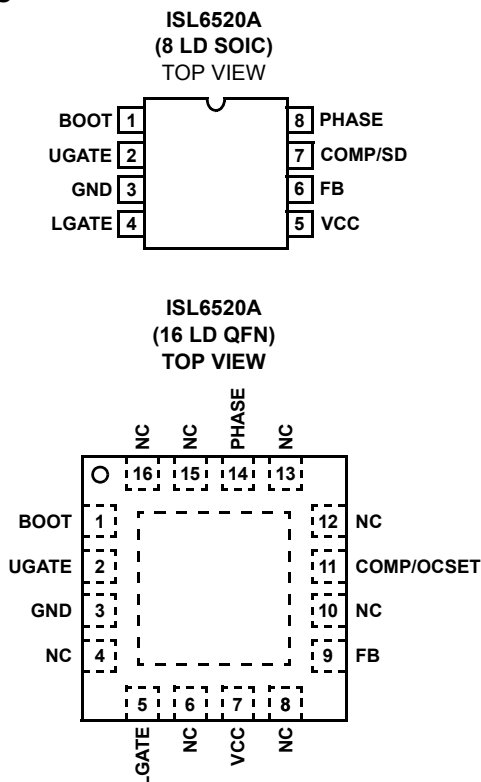 ISL6520A
(8 LD SOIC)
TOP VIEW
BOOT 1
8 PHASE
UGATE 2
7 COMP/SD
GND 3
6 FB
LGATE 4
5 VCC
ISL6520A
(16 LD QFN)
TOP VIEW
NC
NC
PHASE
NC
16 15 14 13
BOOT 1
12 NC
UGATE 2
11 COMP/OCSET
GND 3
10 NC
NC 4
9 FB
5 6 7 8
LGATE
NC
VCC
NC